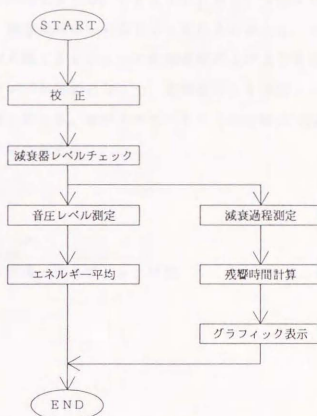 START
校正
減衰器レベルチェック
音圧レベル測定
減衰過程測定
エネルギー平均
残響時間計算
グラフィック表示
END